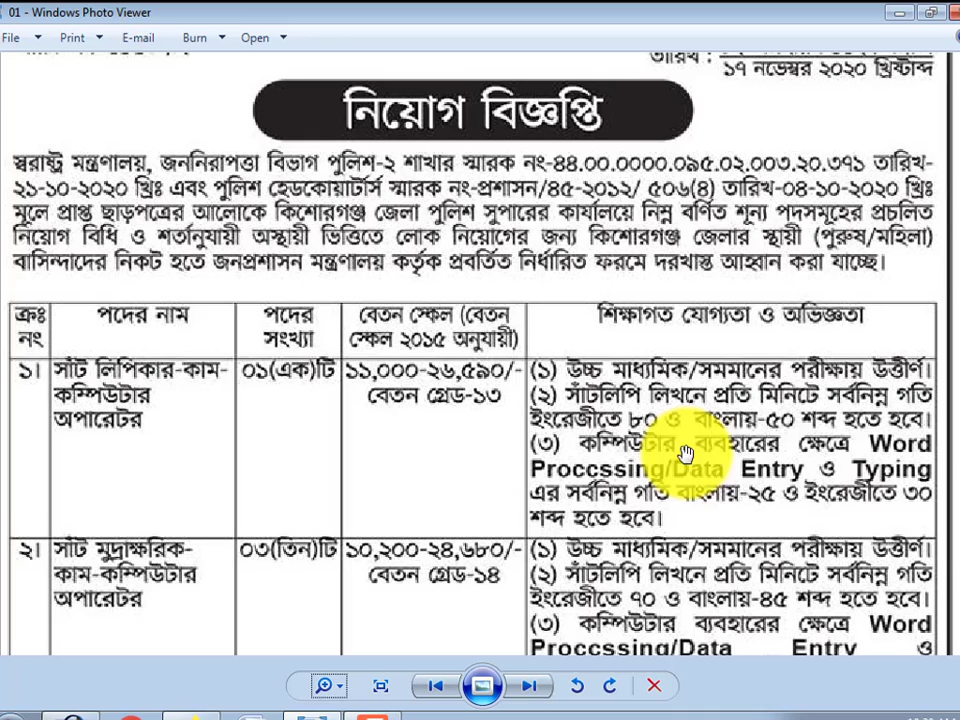 01 - Windows Photo Viewer
File Print E-mail Burn Open
তারিখ :
১৭ নভেম্বর ২০২০ খ্রিষ্টাব্দ
নিয়োগ বিজ্ঞপ্তি
স্বরাষ্ট্র মন্ত্রণালয়, জননিরাপত্তা বিভাগ পুলিশ-২ শাখার স্মারক নং-৪৪.০০.০০০০.০৯৫.০২.০০৩.২০.৩৭১ তারিখ-
২১-১০-২০২০ খ্রিঃ এবং পুলিশ হেডকোয়ার্টার্স স্মারক নং-প্রশাসন/৪৫-২০১২/ ৫০৬(৪) তারিখ-০৪-১০-২০২০ খ্রিঃ
মূলে প্রাপ্ত ছাড়পত্রের আলোকে কিশোরগঞ্জ জেলা পুলিশ সুপারের কার্যালয়ে নিম্ন বর্ণিত শূন্য পদসমূহের প্রচলিত
নিয়োগ বিধি ও শর্তানুযায়ী অস্থায়ী ভিত্তিতে লোক নিয়োগের জন্য কিশোরগঞ্জ জেলার স্থায়ী (পুরুষ/মহিলা)
বাসিন্দাদের নিকট হতে জনপ্রশাসন মন্ত্রণালয় কর্তৃক প্রবর্তিত নির্ধারিত ফরমে দরখাস্ত আহ্বান করা যাচ্ছে।
ক্রঃ নং
পদের নাম
পদের সংখ্যা
বেতন স্কেল (বেতন
স্কেল ২০১৫ অনুযায়ী)
শিক্ষাগত যোগ্যতা ও অভিজ্ঞতা
১।
সাঁট লিপিকার-কাম-
কম্পিউটার
অপারেটর
০১(এক)টি
১১,০০০-২৬,৫৯০/-
বেতন গ্রেড-১৩
(১) উচ্চ মাধ্যমিক/সমমানের পরীক্ষায় উত্তীর্ণ।
(২) সাঁটলিপি লিখনে প্রতি মিনিটে সর্বনিম্ন গতি
ইংরেজীতে ৮০ ও বাংলায়-৫০ শব্দ হতে হবে।
(৩) কম্পিউটার ব্যবহারের ক্ষেত্রে Word
Proccssing/Data Entry ও Typing
এর সর্বনিম্ন গতি বাংলায়-২৫ ও ইংরেজীতে ৩০
শব্দ হতে হবে।
২।
সাঁট মুদ্রাক্ষরিক-
কাম-কম্পিউটার
অপারেটর
০৩(তিন)টি
১০,২০০-২৪,৬৮০/-
বেতন গ্রেড-১৪
(১) উচ্চ মাধ্যমিক/সমমানের পরীক্ষায় উত্তীর্ণ।
(২) সাঁটলিপি লিখনে প্রতি মিনিটে সর্বনিম্ন গতি
ইংরেজীতে ৭০ ও বাংলায়-৪৫ শব্দ হতে হবে।
(৩) কম্পিউটার ব্যবহারের ক্ষেত্রে Word
Proccssing/Data Entry ও